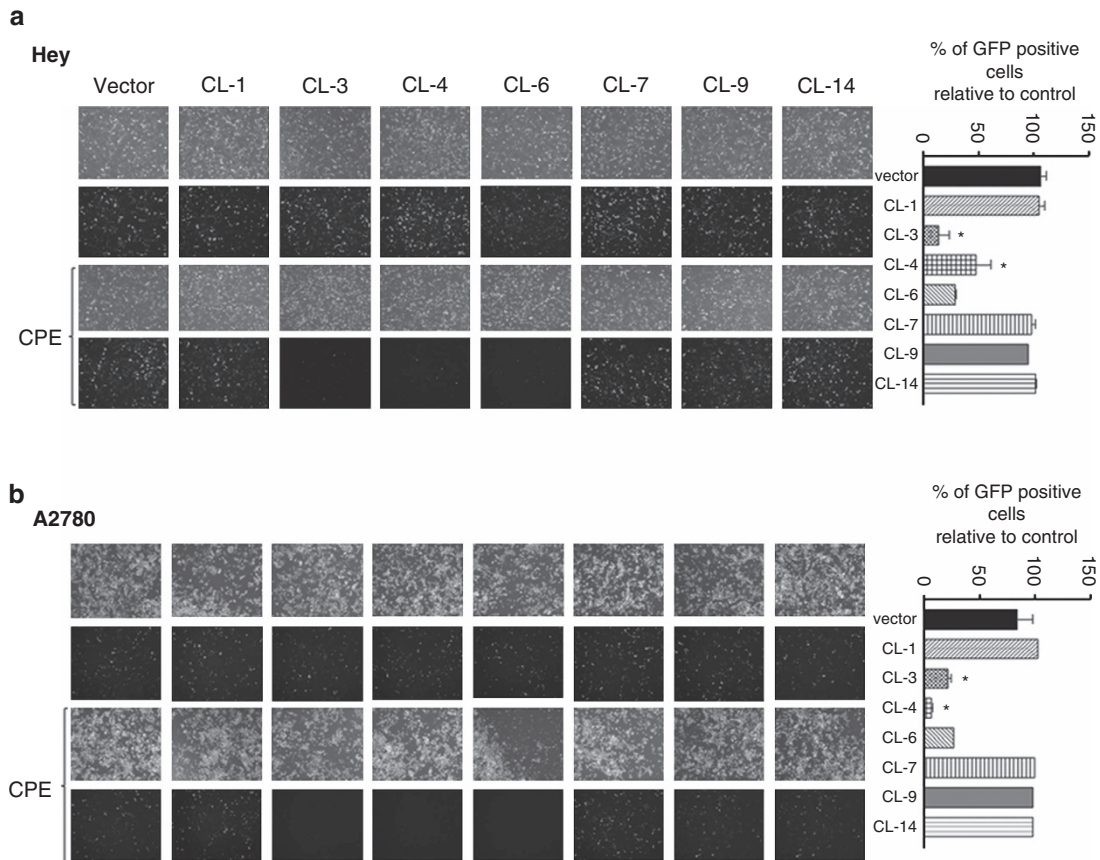 a
Hey
Vector CL-1 CL-3 CL-4 CL-6 CL-7 CL-9 CL-14
CPE
% of GFP positive
cells
relative to control
0 50 100 150
vector
CL-1
CL-3 *
CL-4 *
CL-6
CL-7
CL-9
CL-14
b
A2780
CPE
% of GFP positive
cells
relative to control
0 50 100 150
vector
CL-1
CL-3 *
CL-4 *
CL-6
CL-7
CL-9
CL-14